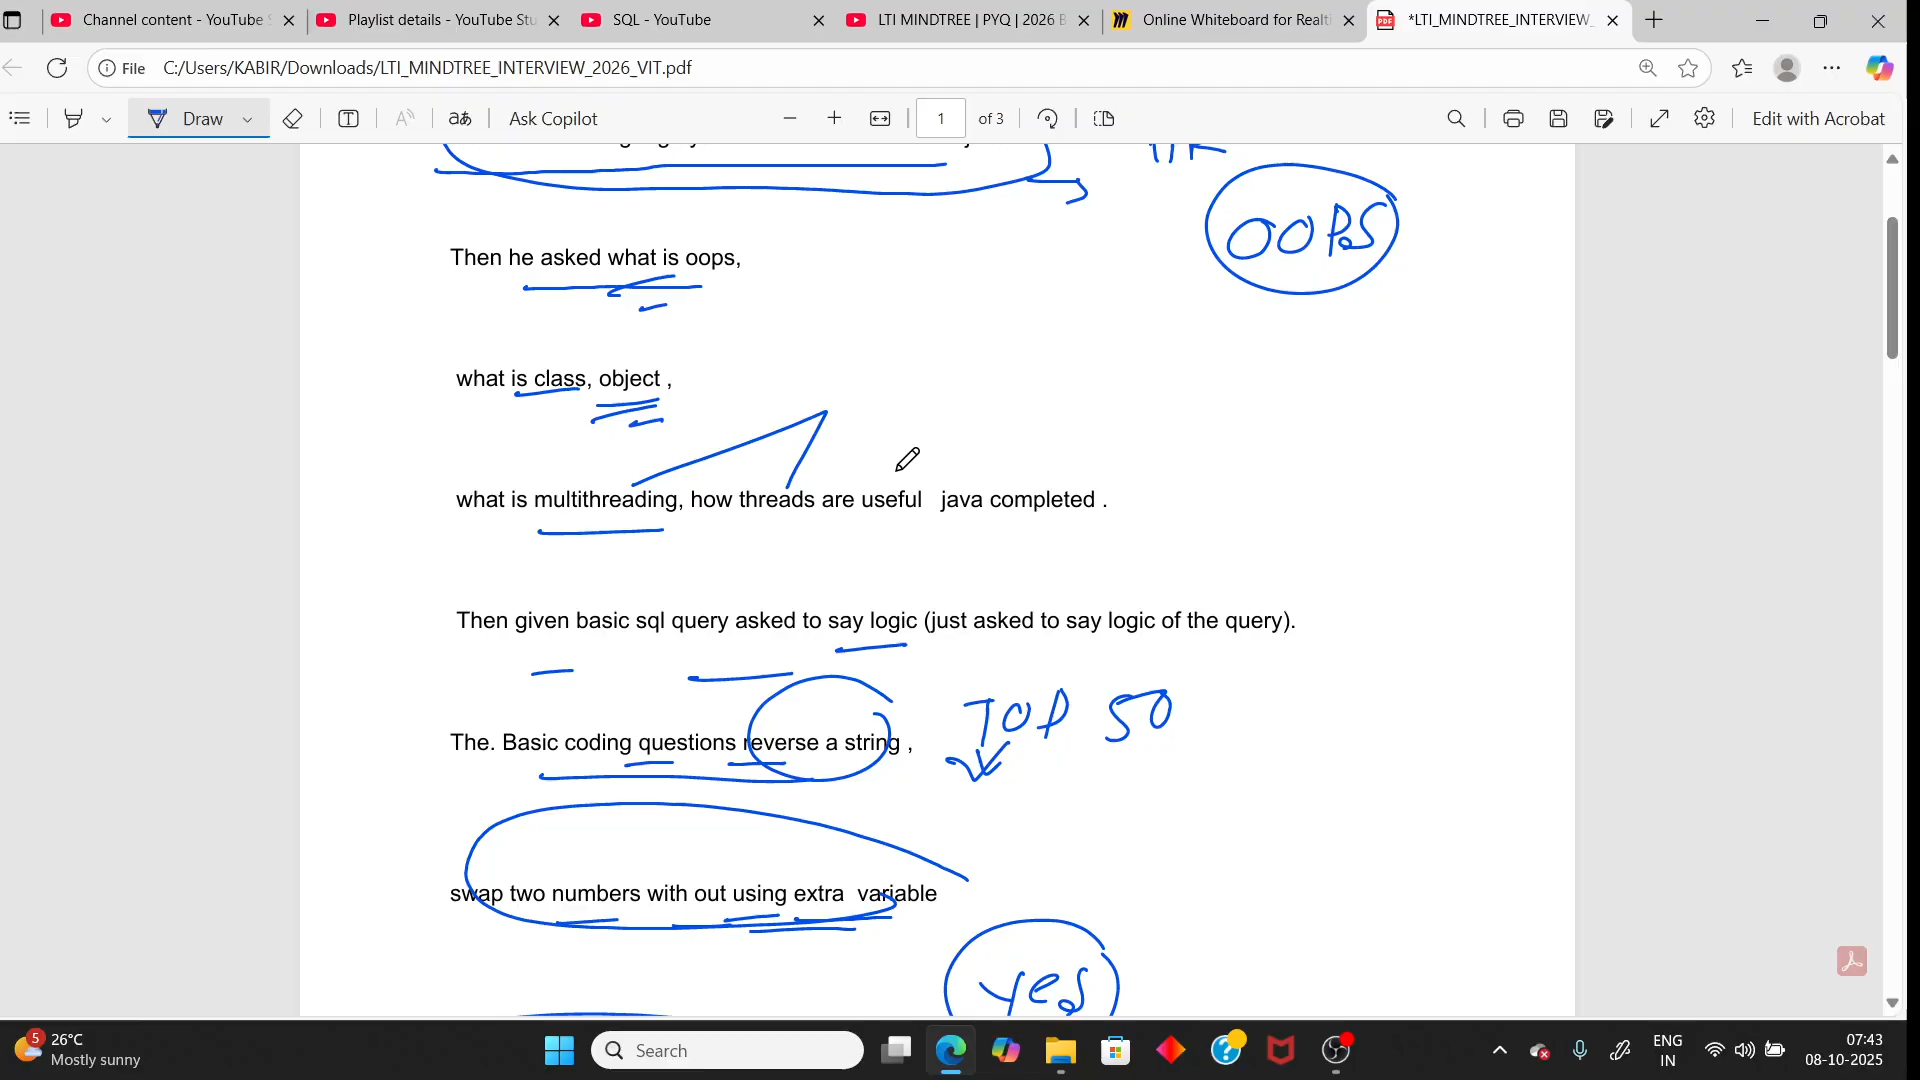 Channel content - YouTube S
Playlist details - YouTube Stu
SQL - YouTube
LTI MINDTREE | PYQ | 2026 B
Online Whiteboard for Realti
*LTI_MINDTREE_INTERVIEW_
File C:/Users/KABIR/Downloads/LTI_MINDTREE_INTERVIEW_2026_VIT.pdf
Draw
Ask Copilot
1 of 3
Edit with Acrobat
OOPS
Then he asked what is oops,
what is class, object ,
what is multithreading, how threads are useful java completed .
Then given basic sql query asked to say logic (just asked to say logic of the query).
TOP 50
The. Basic coding questions reverse a string ,
swap two numbers with out using extra variable
yes
5
26°C
Mostly sunny
Search
ENG
IN
07:43
08-10-2025